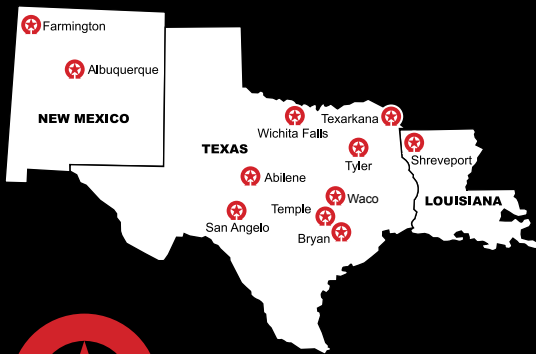 Farmington
Albuquerque
NEW MEXICO
TEXAS
Wichita Falls
Texarkana
Tyler
Shreveport
Abilene
Waco
LOUISIANA
Temple
San Angelo
Bryan